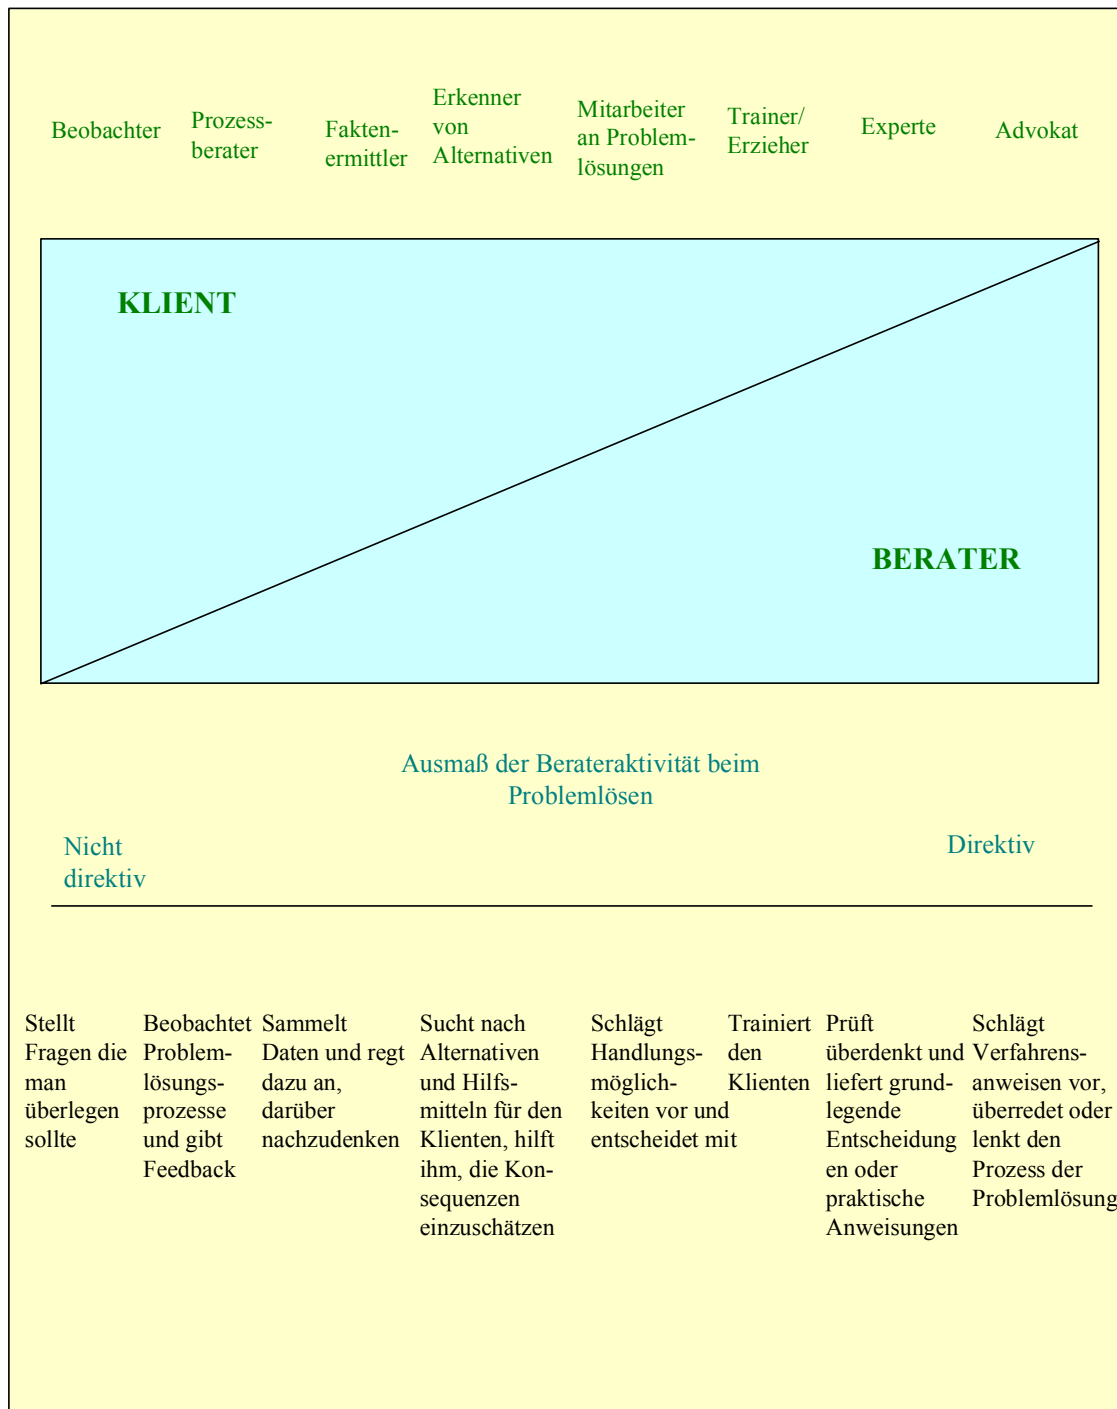 Beobachter
Prozess-
berater
Fakten-
ermittler
Erkenner
von
Alternativen
Mitarbeiter
an Problem-
lösungen
Trainer/
Erzieher
Experte
Advokat
KLIENT
BERATER
Ausmaß der Berateraktivität beim
Problemlösen
Nicht
direktiv
Direktiv
Stellt
Fragen die
man
überlegen
sollte
Beobachtet
Problem-
lösungs-
prozesse
und gibt
Feedback
Sammelt
Daten und regt
dazu an,
darüber
nachzudenken
Sucht nach
Alternativen
und Hilfs-
mitteln für den
Klienten, hilft
ihm, die Kon-
sequenzen
einzuschätzen
Schlägt
Handlungs-
möglich-
keiten vor und
entscheidet mit
Trainiert
den
Klienten
Prüft
überdenkt und
liefert grund-
legende
Entscheidung
en oder
praktische
Anweisungen
Schlägt
Verfahrens-
anweisen vor,
überredet oder
lenkt den
Prozess der
Problemlösung